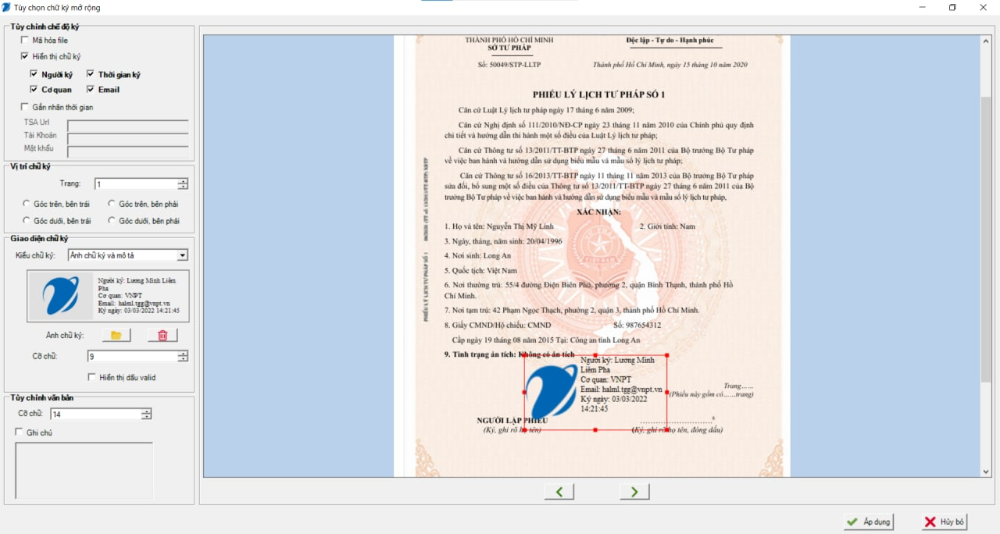 Tùy chọn chữ ký mở rộng
Tùy chỉnh chế độ ký
Mã hóa file
Hiển thị chữ ký
Người ký
Thời gian ký
Cơ quan
Email
Gắn nhãn thời gian
TSA Url
Tài Khoản
Mật khẩu
Vị trí chữ ký
Trang:
1
Góc trên, bên trái
Góc trên, bên phải
Góc dưới, bên trái
Góc dưới, bên phải
Giao diện chữ ký
Kiểu chữ ký:
Ảnh chữ ký và mô tả
Người ký: Lương Minh Liêm
Pha
Cơ quan: VNPT
Email: halml.tgg@vnpt.vn
Ký ngày: 03/03/2022 14:21:45
Ảnh chữ ký:
Cỡ chữ:
9
Hiển thị dấu valid
Tùy chỉnh văn bản
Cỡ chữ:
14
Ghi chú
THÀNH PHỐ HỒ CHÍ MINH
SỞ TƯ PHÁP
Độc lập - Tự do - Hạnh phúc
Số: 50049/STP-LLTP
Thành phố Hồ Chí Minh, ngày 15 tháng 10 năm 2020
PHIẾU LÝ LỊCH TƯ PHÁP SỐ 1
Căn cứ Luật Lý lịch tư pháp ngày 17 tháng 6 năm 2009;
Căn cứ Nghị định số 111/2010/NĐ-CP ngày 23 tháng 11 năm 2010 của Chính phủ quy định
chi tiết và hướng dẫn thi hành một số điều của Luật Lý lịch tư pháp;
Căn cứ Thông tư số 13/2011/TT-BTP ngày 27 tháng 6 năm 2011 của Bộ trưởng Bộ Tư pháp
về việc ban hành và hướng dẫn sử dụng biểu mẫu và mẫu sổ lý lịch tư pháp;
Căn cứ Thông tư số 16/2013/TT-BTP ngày 11 tháng 11 năm 2013 của Bộ trưởng Bộ Tư pháp
sửa đổi, bổ sung một số điều của Thông tư số 13/2011/TT-BTP ngày 27 tháng 6 năm 2011 của Bộ
trưởng Bộ Tư pháp về việc ban hành và hướng dẫn sử dụng biểu mẫu và mẫu sổ lý lịch tư pháp,
XÁC NHẬN:
1. Họ và tên: Nguyễn Thị Mỹ Linh
2. Giới tính: Nam
3. Ngày, tháng, năm sinh: 20/04/1996
4. Nơi sinh: Long An
5. Quốc tịch: Việt Nam
6. Nơi thường trú: 55/4 đường Điện Biên Phủ, phường 2, quận Bình Thạnh, thành phố Hồ
Chí Minh.
7. Nơi tạm trú: 42 Phạm Ngọc Thạch, phường 2, quận 3, thành phố Hồ Chí Minh.
8. Giấy CMND/Hộ chiếu: CMND
Số: 987654312
Cấp ngày 19 tháng 08 năm 2015 Tại: Công an tỉnh Long An
9. Tình trạng án tích: Không có án tích
Người ký: Lương Minh
Liêm Pha
Cơ quan: VNPT
Email: halml.tgg@vnpt.vn
Ký ngày: 03/03/2022
14:21:45
Trang......
(Phiếu này gồm có......trang)
NGƯỜI LẬP PHIẾU
(Ký, ghi rõ họ tên)
(Ký, ghi rõ họ tên, đóng dấu)
PHIẾU LÝ LỊCH TƯ PHÁP SỐ 1
VIỆT NAM
Áp dụng
Hủy bỏ